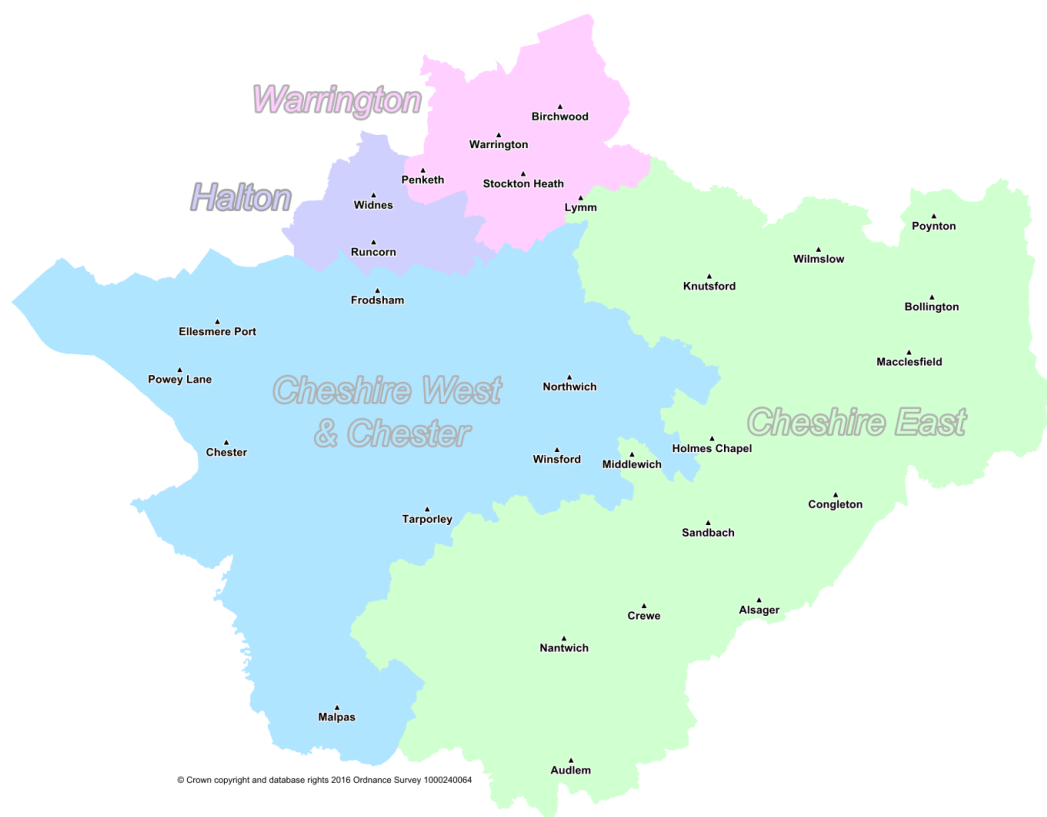 Warrington
Birchwood
Warrington
Penketh
Stockton Heath
Halton
Widnes
Lymm
Runcorn
Poynton
Wilmslow
Knutsford
Frodsham
Bollington
Ellesmere Port
Macclesfield
Powey Lane
Cheshire West
& Chester
Northwich
Cheshire East
Chester
Holmes Chapel
Winsford
Middlewich
Congleton
Tarporley
Sandbach
Alsager
Crewe
Nantwich
Malpas
Audlem
© Crown copyright and database rights 2016 Ordnance Survey 1000240064